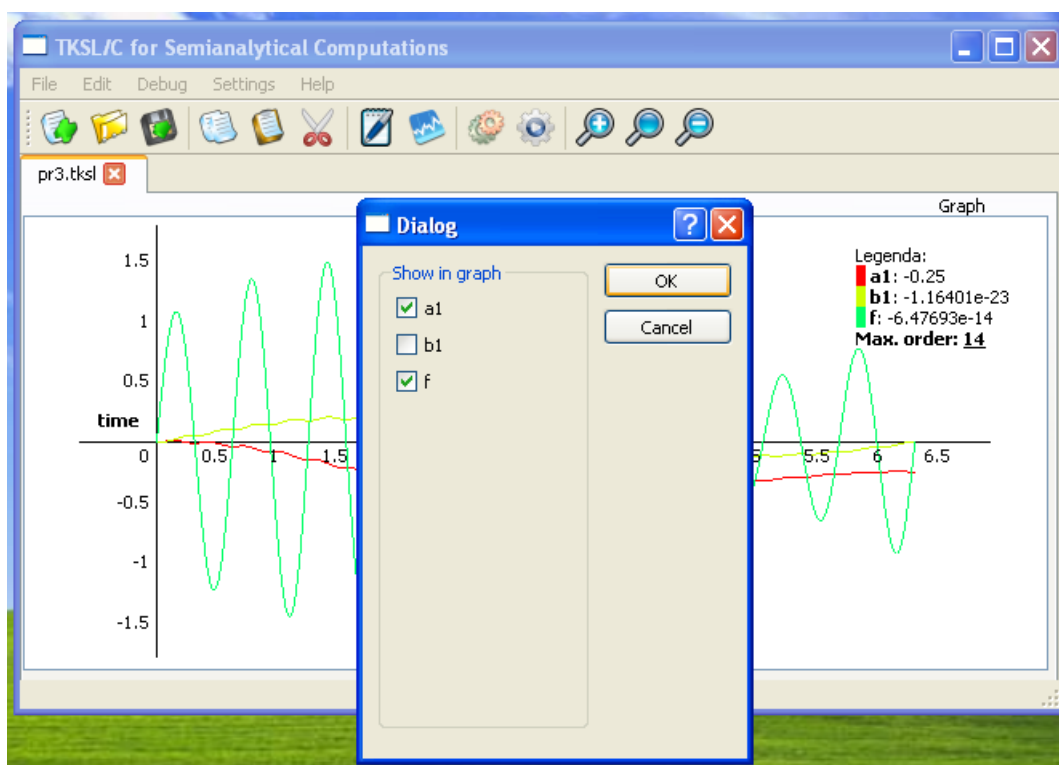 TKSL/C for Semianalytical Computations
File Edit Debug Settings Help
pr3.tksl
Graph
Dialog
Show in graph
a1
b1
f
OK
Cancel
Legenda:
a1: -0.25
b1: -1.16401e-23
f: -6.47693e-14
Max. order: 14
1.5
1
0.5
time
0 0.5 1 1.5 5.5 6 6.5
-0.5
-1
-1.5